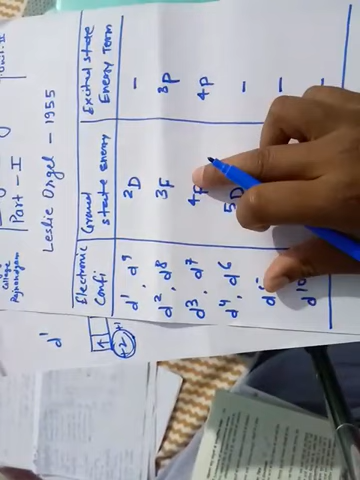 College
Part - I
Leslie Orgel - 1955
Electronic Confi Ground state energy Excited state Energy Term
d¹, d⁹ ²D –
d², d⁸ ³F ³P
d³, d⁷ ⁴F ⁴P
d⁴, d⁶ ⁵D –
d –
d¹⁰ –
d¹
+2